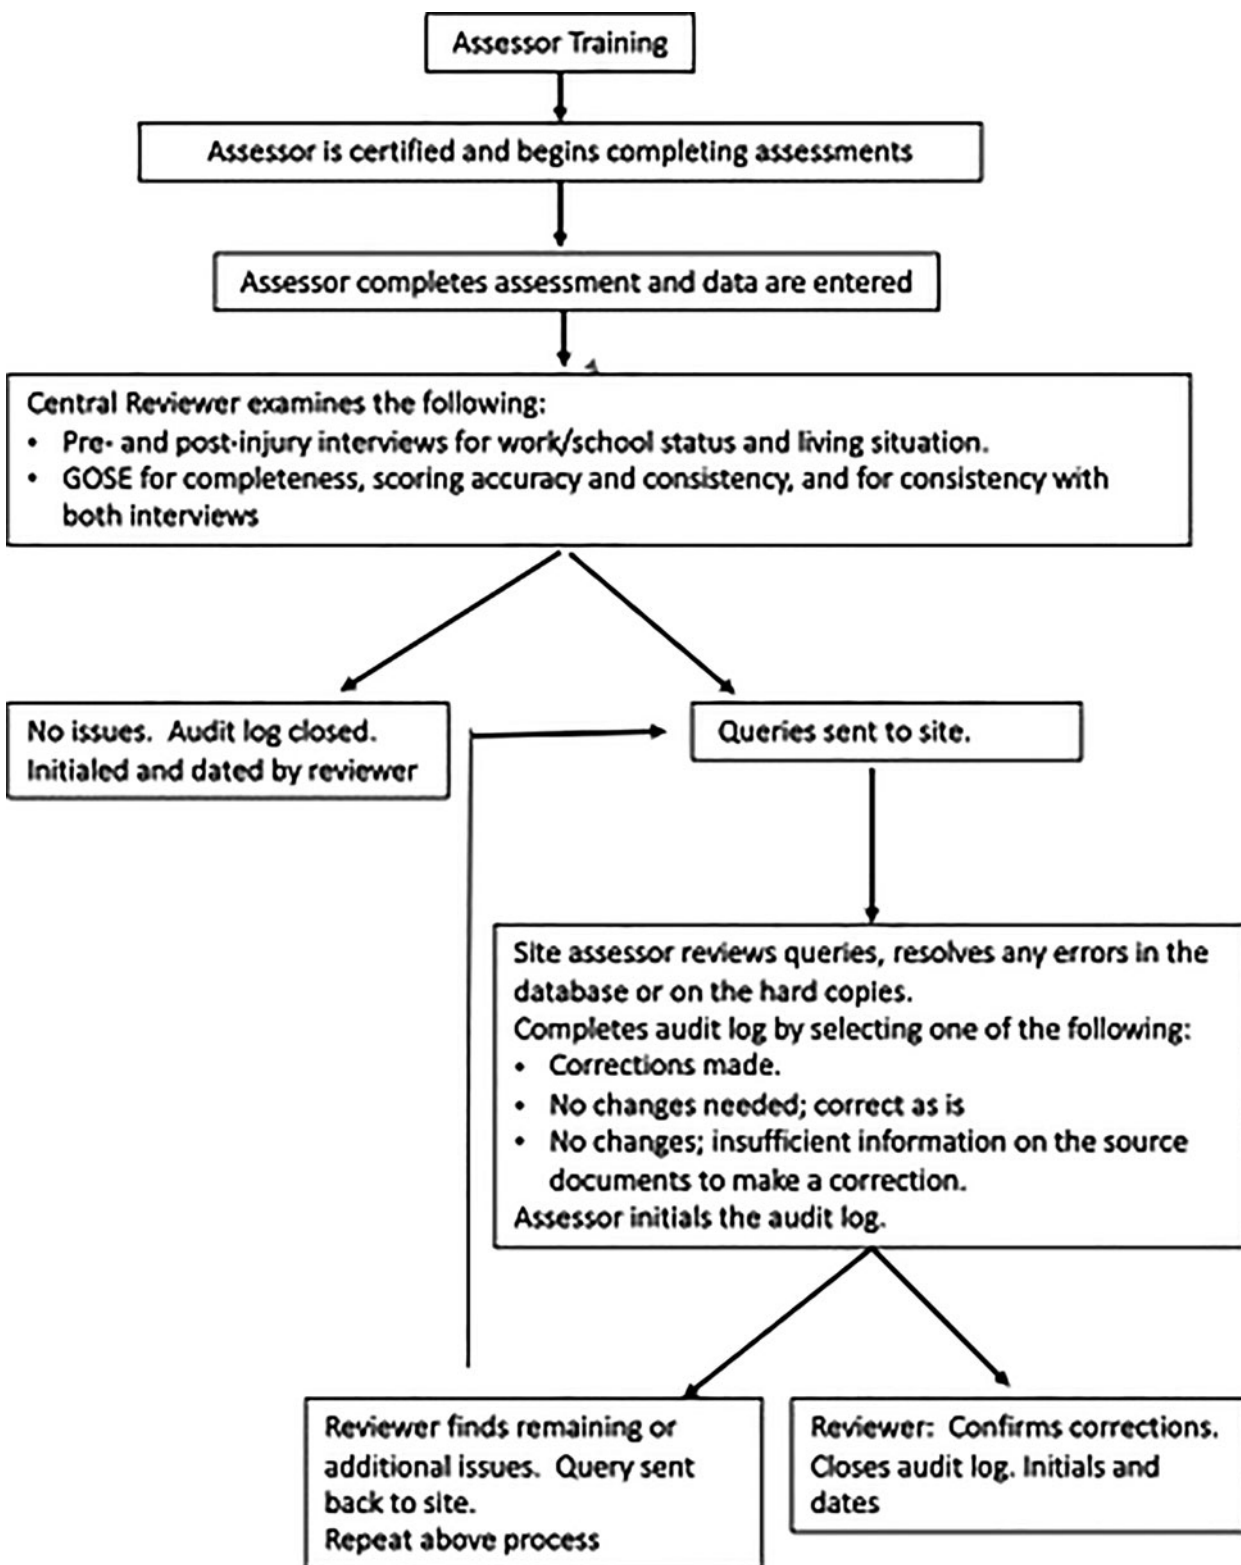 Assessor Training
Assessor is certified and begins completing assessments
Assessor completes assessment and data are entered
Central Reviewer examines the following:
• Pre- and post-injury interviews for work/school status and living situation.
• GOSE for completeness, scoring accuracy and consistency, and for consistency with
both interviews
No issues. Audit log closed.
Initialed and dated by reviewer
Queries sent to site.
Site assessor reviews queries, resolves any errors in the
database or on the hard copies.
Completes audit log by selecting one of the following:
• Corrections made.
• No changes needed; correct as is
• No changes; insufficient information on the source
documents to make a correction.
Assessor initials the audit log.
Reviewer finds remaining or
additional issues. Query sent
back to site.
Repeat above process
Reviewer: Confirms corrections.
Closes audit log. Initials and
dates